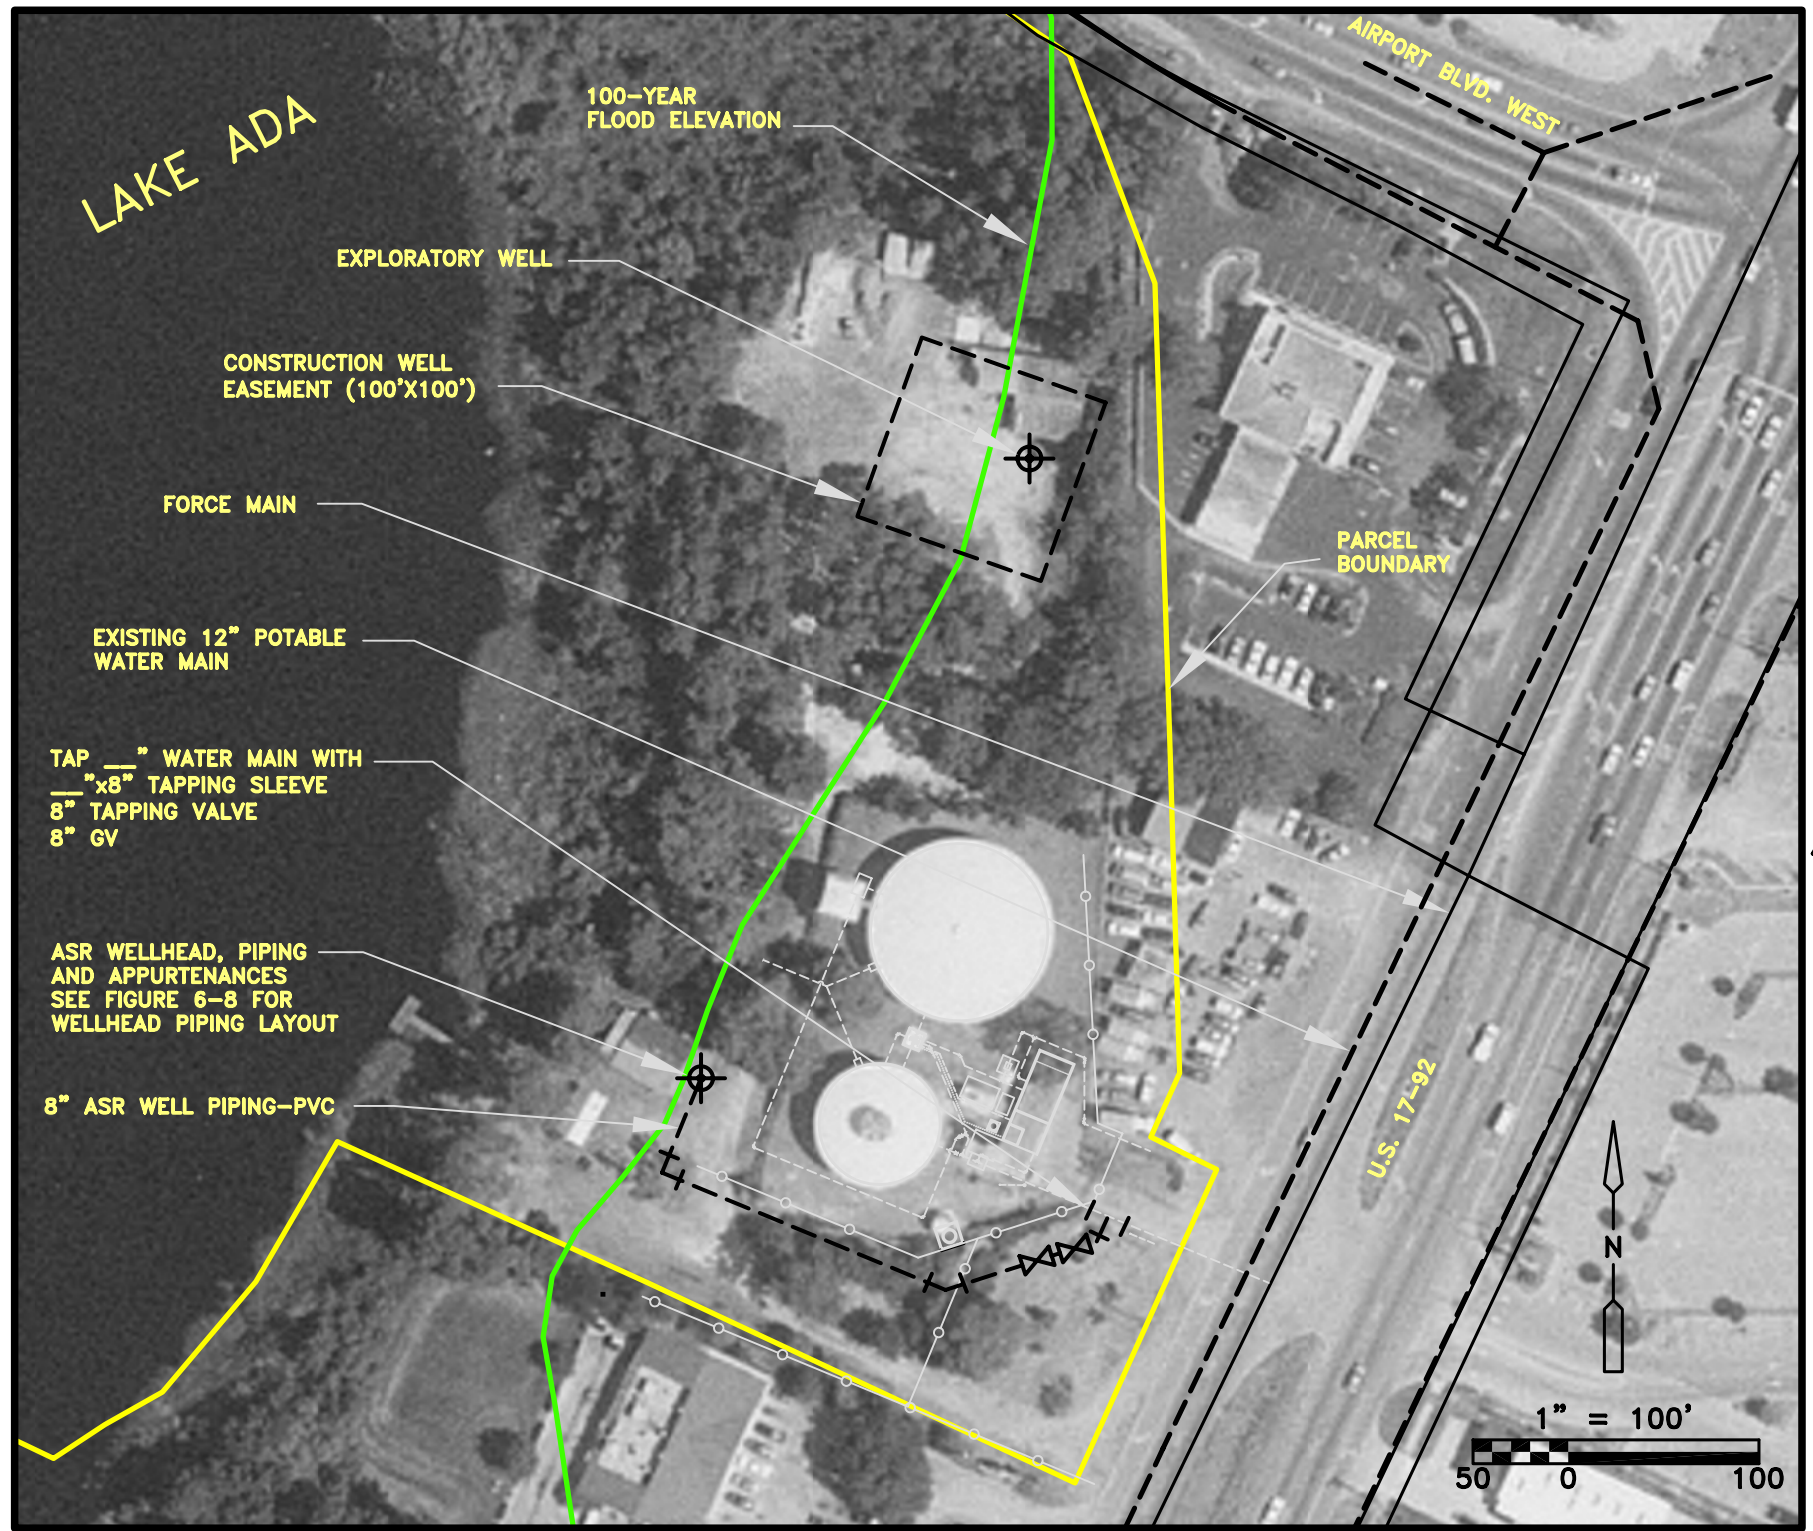 AIRPORT BLVD. WEST
LAKE ADA
100-YEAR
FLOOD ELEVATION
EXPLORATORY WELL
CONSTRUCTION WELL
EASEMENT (100'X100')
FORCE MAIN
PARCEL
BOUNDARY
EXISTING 12" POTABLE
WATER MAIN
TAP __" WATER MAIN WITH
__"x8" TAPPING SLEEVE
8" TAPPING VALVE
8" GV
ASR WELLHEAD, PIPING
AND APPURTENANCES
SEE FIGURE 6-8 FOR
WELLHEAD PIPING LAYOUT
8" ASR WELL PIPING-PVC
U.S. 17-92
N
1" = 100'
50 0 100